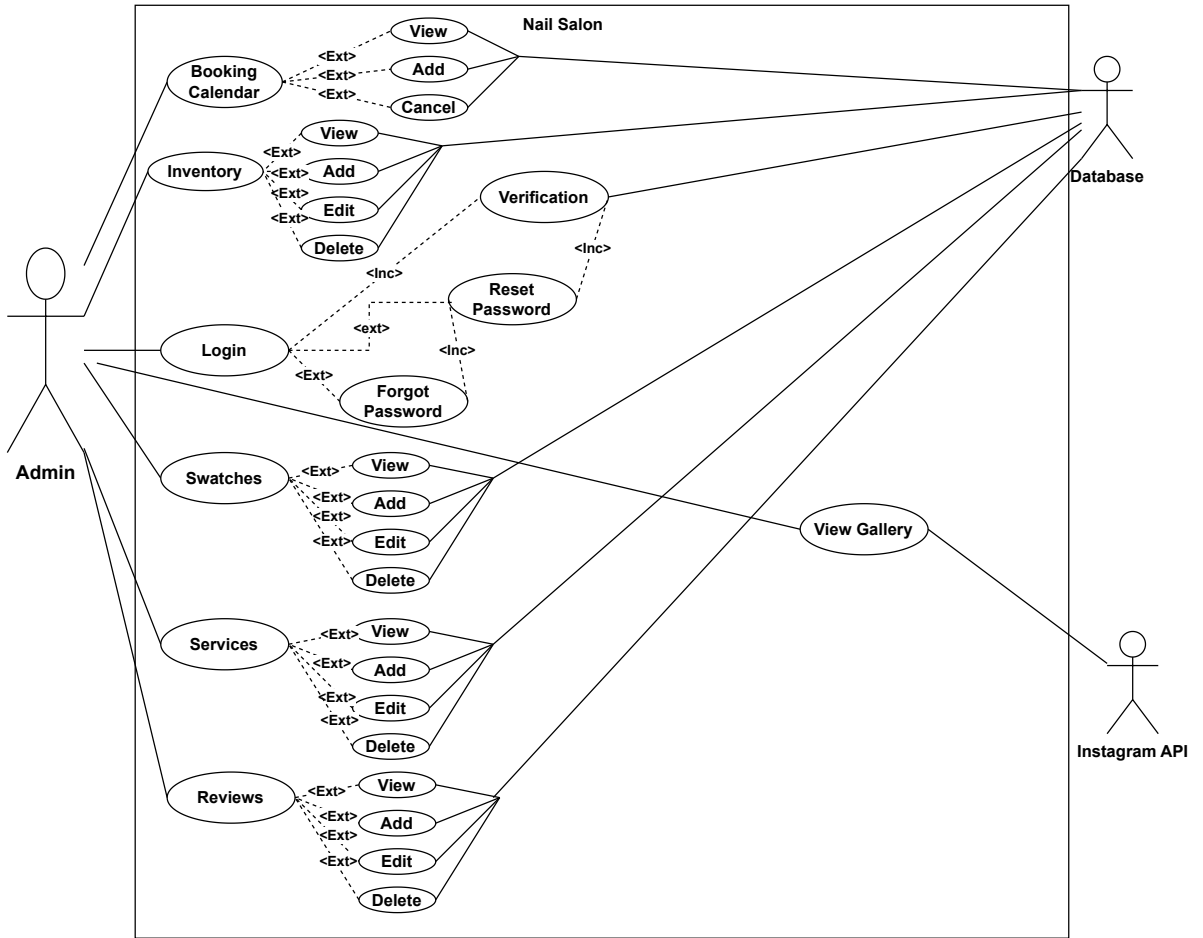 Nail Salon
Booking
Calendar
<Ext>
<Ext>
<Ext>
View
Add
Cancel
Inventory
<Ext>
<Ext>
<Ext>
<Ext>
View
Add
Edit
Delete
Database
Verification
<Inc>
<Inc>
Reset
Password
Login
<ext>
<Inc>
<Ext>
Forgot
Password
Admin
Swatches
<Ext>
<Ext>
<Ext>
<Ext>
View
Add
Edit
Delete
View Gallery
Services
<Ext>
<Ext>
<Ext>
<Ext>
View
Add
Edit
Delete
Instagram API
Reviews
<Ext>
<Ext>
<Ext>
<Ext>
View
Add
Edit
Delete